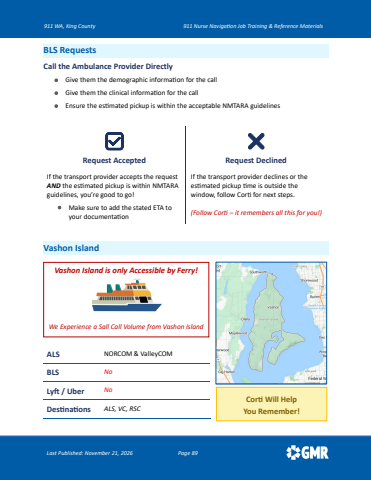 911 WA, King County
911 Nurse Navigation Job Training & Reference Materials
BLS Requests
Call the Ambulance Provider Directly
Give them the demographic information for the call
Give them the clinical information for the call
Ensure the estimated pickup is within the acceptable NMTARA guidelines
Request Accepted
If the transport provider accepts the request
AND the estimated pickup is within NMTARA
guidelines, you're good to go!
Make sure to add the stated ETA to
your documentation
Request Declined
If the transport provider declines or the
estimated pickup time is outside the
window, follow Corti for next steps.
(Follow Corti – it remembers all this for you!)
Vashon Island
Vashon Island is only Accessible by Ferry!
We Experience a Sall Call Volume from Vashon Island
ALS NORCOM & ValleyCOM
BLS No
Lyft / Uber No
Destinations ALS, VC, RSC
Vashon
Corti Will Help
You Remember!
Last Published: November 21, 2026
Page 89
GMR